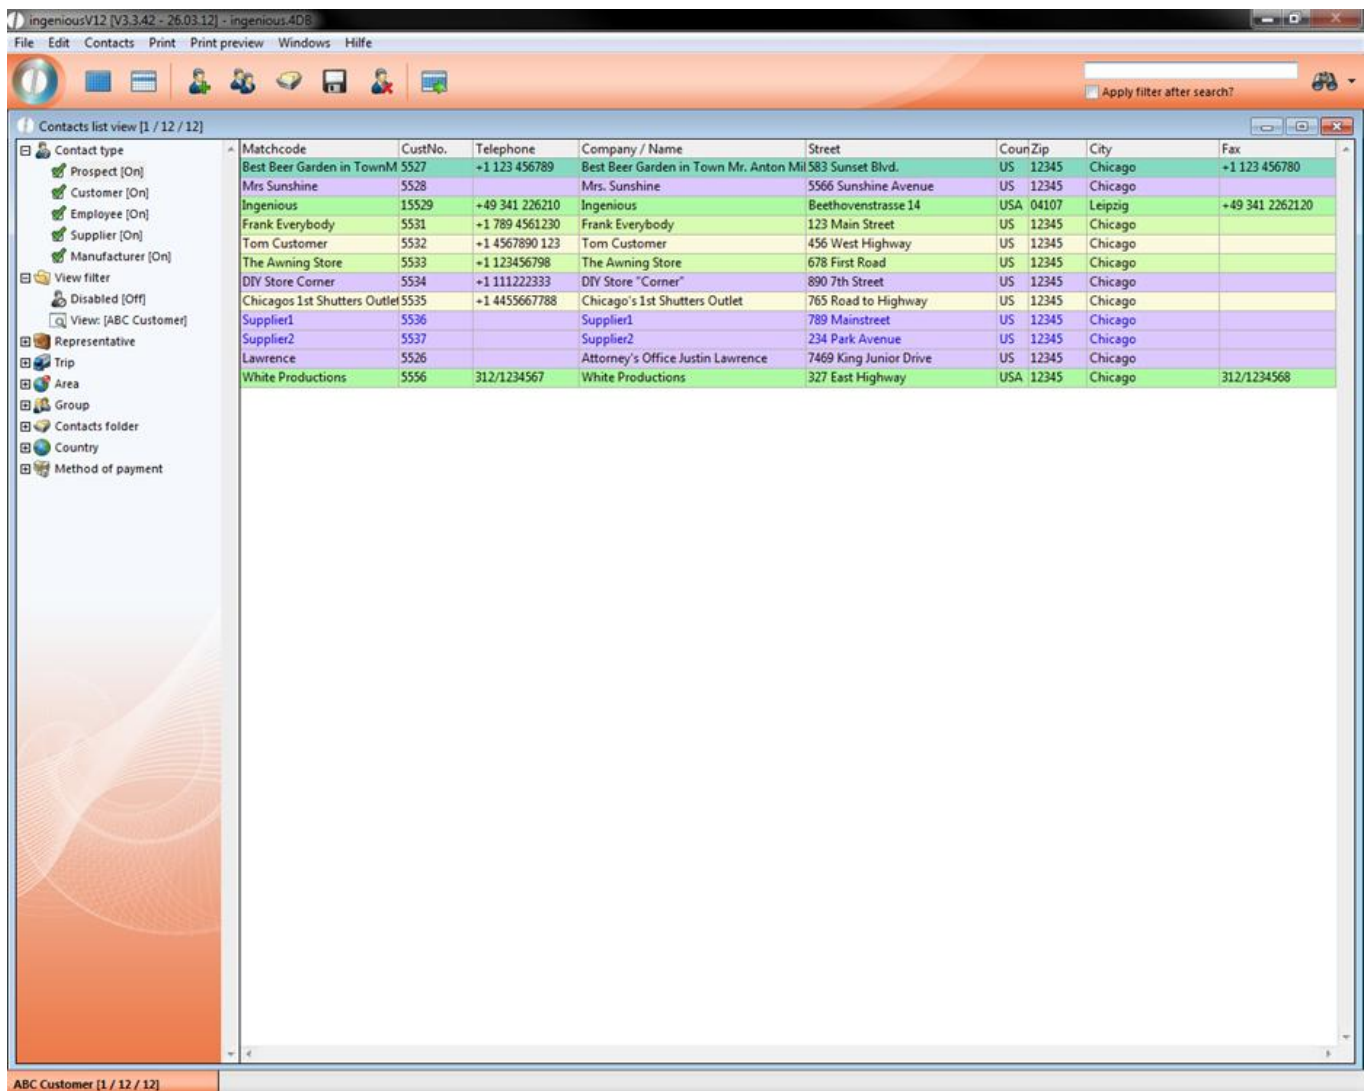 ingeniousV12 [V3.3.42 - 26.03.12] - ingenious.4DB
File Edit Contacts Print Print preview Windows Hilfe
Apply filter after search?
Contacts list view [1 / 12 / 12]
Contact type
Prospect [On]
Customer [On]
Employee [On]
Supplier [On]
Manufacturer [On]
View filter
Disabled [Off]
View: [ABC Customer]
Representative
Trip
Area
Group
Contacts folder
Country
Method of payment
Matchcode CustNo. Telephone Company / Name Street Coun Zip City Fax
Best Beer Garden in TownM 5527 +1 123 456789 Best Beer Garden in Town Mr. Anton Mil 583 Sunset Blvd. US 12345 Chicago +1 123 456780
Mrs Sunshine 5528 Mrs. Sunshine 5566 Sunshine Avenue US 12345 Chicago
Ingenious 15529 +49 341 226210 Ingenious Beethovenstrasse 14 USA 04107 Leipzig +49 341 2262120
Frank Everybody 5531 +1 789 4561230 Frank Everybody 123 Main Street US 12345 Chicago
Tom Customer 5532 +1 4567890 123 Tom Customer 456 West Highway US 12345 Chicago
The Awning Store 5533 +1 123456798 The Awning Store 678 First Road US 12345 Chicago
DIY Store Corner 5534 +1 111222333 DIY Store "Corner" 890 7th Street US 12345 Chicago
Chicagos 1st Shutters Outlet 5535 +1 4455667788 Chicago's 1st Shutters Outlet 765 Road to Highway US 12345 Chicago
Supplier1 5536 Supplier1 789 Mainstreet US 12345 Chicago
Supplier2 5537 Supplier2 234 Park Avenue US 12345 Chicago
Lawrence 5526 Attorney's Office Justin Lawrence 7469 King Junior Drive US 12345 Chicago
White Productions 5556 312/1234567 White Productions 327 East Highway USA 12345 Chicago 312/1234568
ABC Customer [1 / 12 / 12]